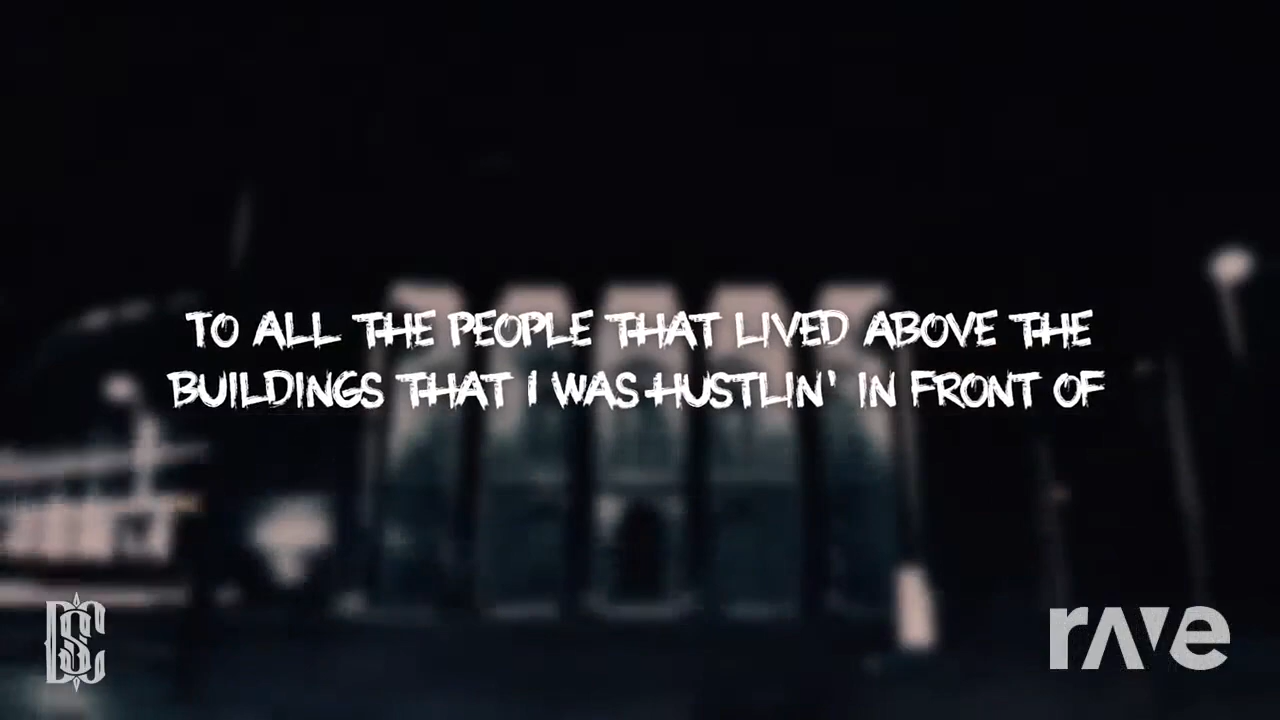 TO ALL THE PEOPLE THAT LIVED ABOVE THE
BUILDINGS THAT I WAS HUSTLIN' IN FRONT OF
rave